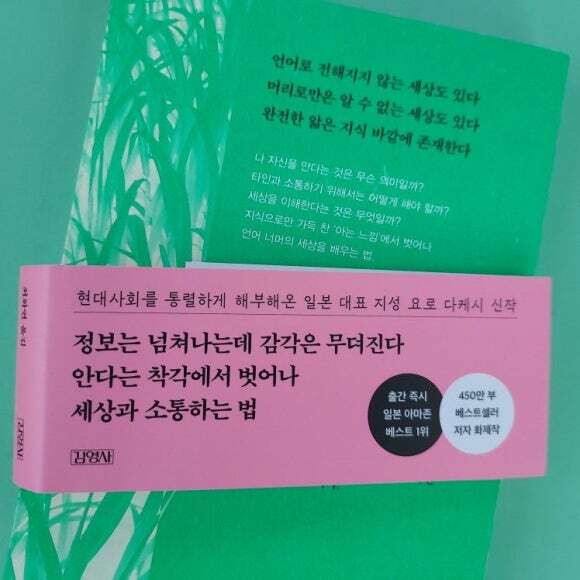 언어로 전해지지 않는 세상도 있다
머리로만은 알 수 없는 세상도 있다
완전한 앎은 지식 바깥에 존재한다
나 자신을 안다는 것은 무슨 의미일까?
타인과 소통하기 위해서는 어떻게 해야 할까?
세상을 이해한다는 것은 무엇일까?
지식으로만 가득 찬 '아는 느낌'에서 벗어나
언어 너머의 세상을 배우는 법
현대사회를 통렬하게 해부해온 일본 대표 지성 요로 다케시 신작
정보는 넘쳐나는데 감각은 무뎌진다
안다는 착각에서 벗어나
세상과 소통하는 법
출간 즉시
일본 아마존
베스트 1위
450만 부
베스트셀러
저자 화제작
김영사